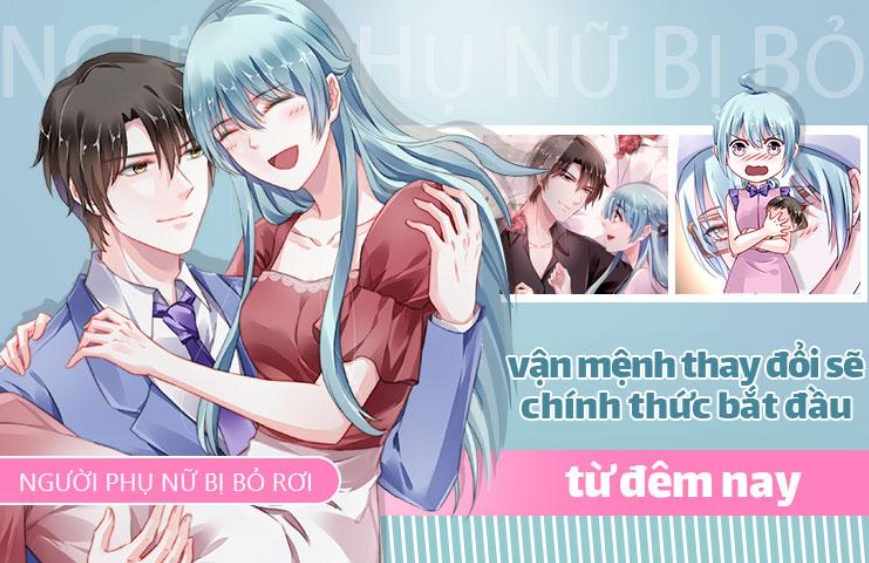 NGƯỜI PHỤ NỮ BỊ BỎ
vận mệnh thay đổi sẽ
chính thức bắt đầu
từ đêm nay
NGƯỜI PHỤ NỮ BỊ BỎ RƠI